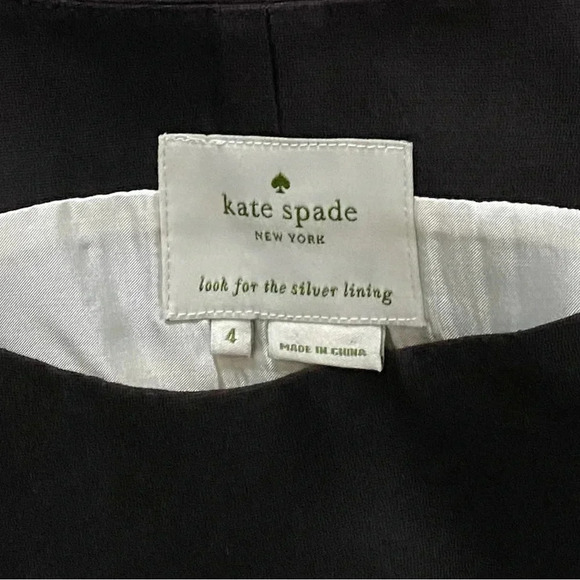 kate spade
NEW YORK
look for the silver lining
4
MADE IN CHINA